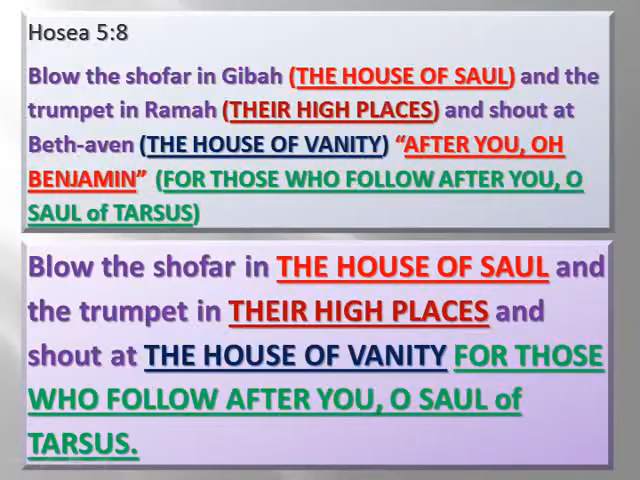 Hosea 5:8
Blow the shofar in Gibah (THE HOUSE OF SAUL) and the
trumpet in Ramah (THEIR HIGH PLACES) and shout at
Beth-aven (THE HOUSE OF VANITY) “AFTER YOU, OH
BENJAMIN” (FOR THOSE WHO FOLLOW AFTER YOU, O
SAUL of TARSUS)
Blow the shofar in THE HOUSE OF SAUL and
the trumpet in THEIR HIGH PLACES and
shout at THE HOUSE OF VANITY FOR THOSE
WHO FOLLOW AFTER YOU, O SAUL of
TARSUS.